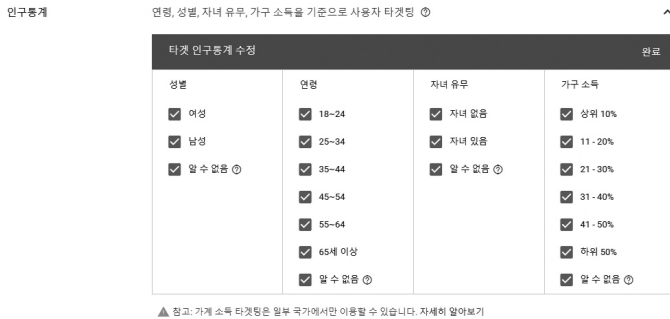 인구통계
연령, 성별, 자녀 유무, 가구 소득을 기준으로 사용자 타겟팅
타겟 인구통계 수정
완료
성별
여성
남성
알 수 없음
연령
18~24
25~34
35~44
45~54
55~64
65세 이상
알 수 없음
자녀 유무
자녀 없음
자녀 있음
알 수 없음
가구 소득
상위 10%
11 - 20%
21 - 30%
31 - 40%
41 - 50%
하위 50%
알 수 없음
참고: 가계 소득 타겟팅은 일부 국가에서만 이용할 수 있습니다. 자세히 알아보기